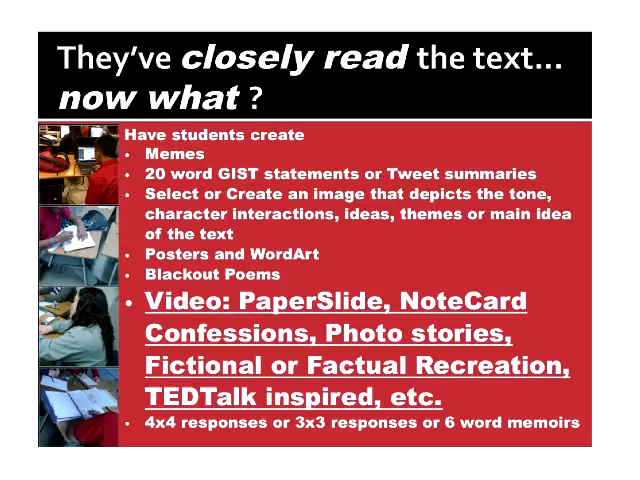 They've closely read the text...
now what ?
Have students create
• Memes
• 20 word GIST statements or Tweet summaries
• Select or Create an image that depicts the tone,
character interactions, ideas, themes or main idea
of the text
• Posters and WordArt
• Blackout Poems
• Video: PaperSlide, NoteCard
Confessions, Photo stories,
Fictional or Factual Recreation,
TEDTalk inspired, etc.
• 4x4 responses or 3x3 responses or 6 word memoirs